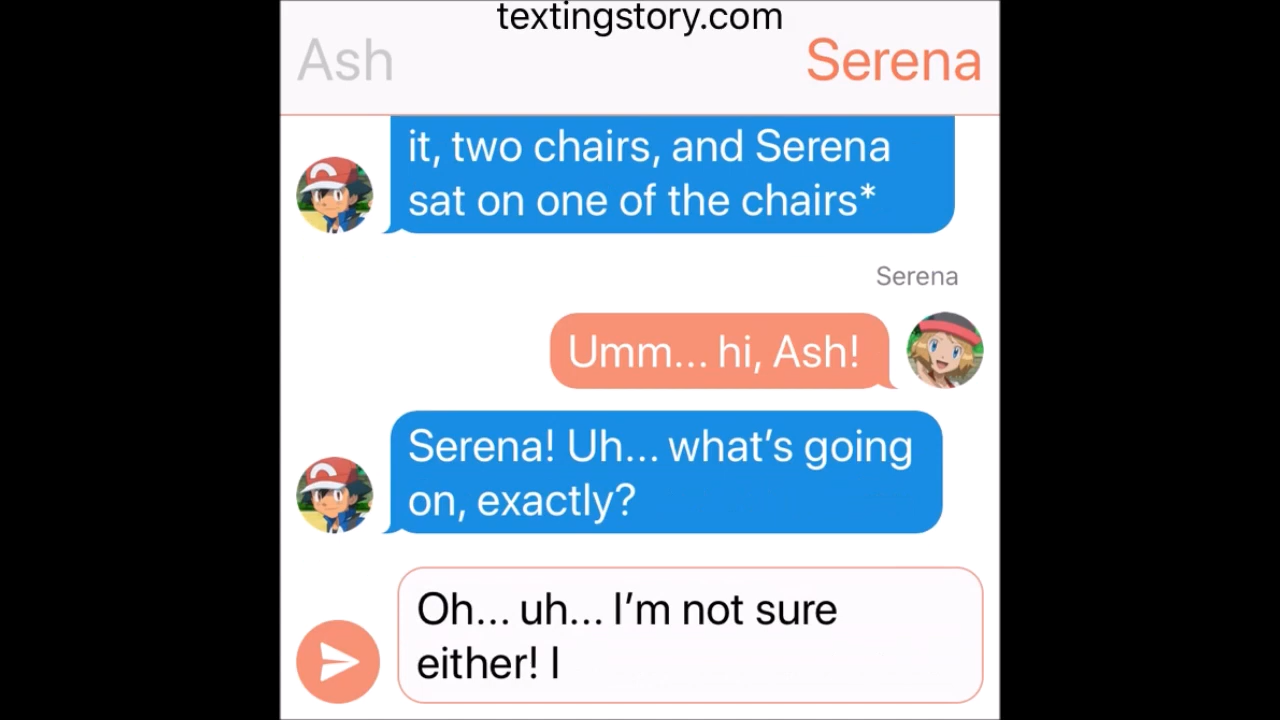 textingstory.com
Ash
Serena
it, two chairs, and Serena
sat on one of the chairs*
Serena
Umm... hi, Ash!
Serena! Uh... what’s going
on, exactly?
Oh... uh... I’m not sure
either! I